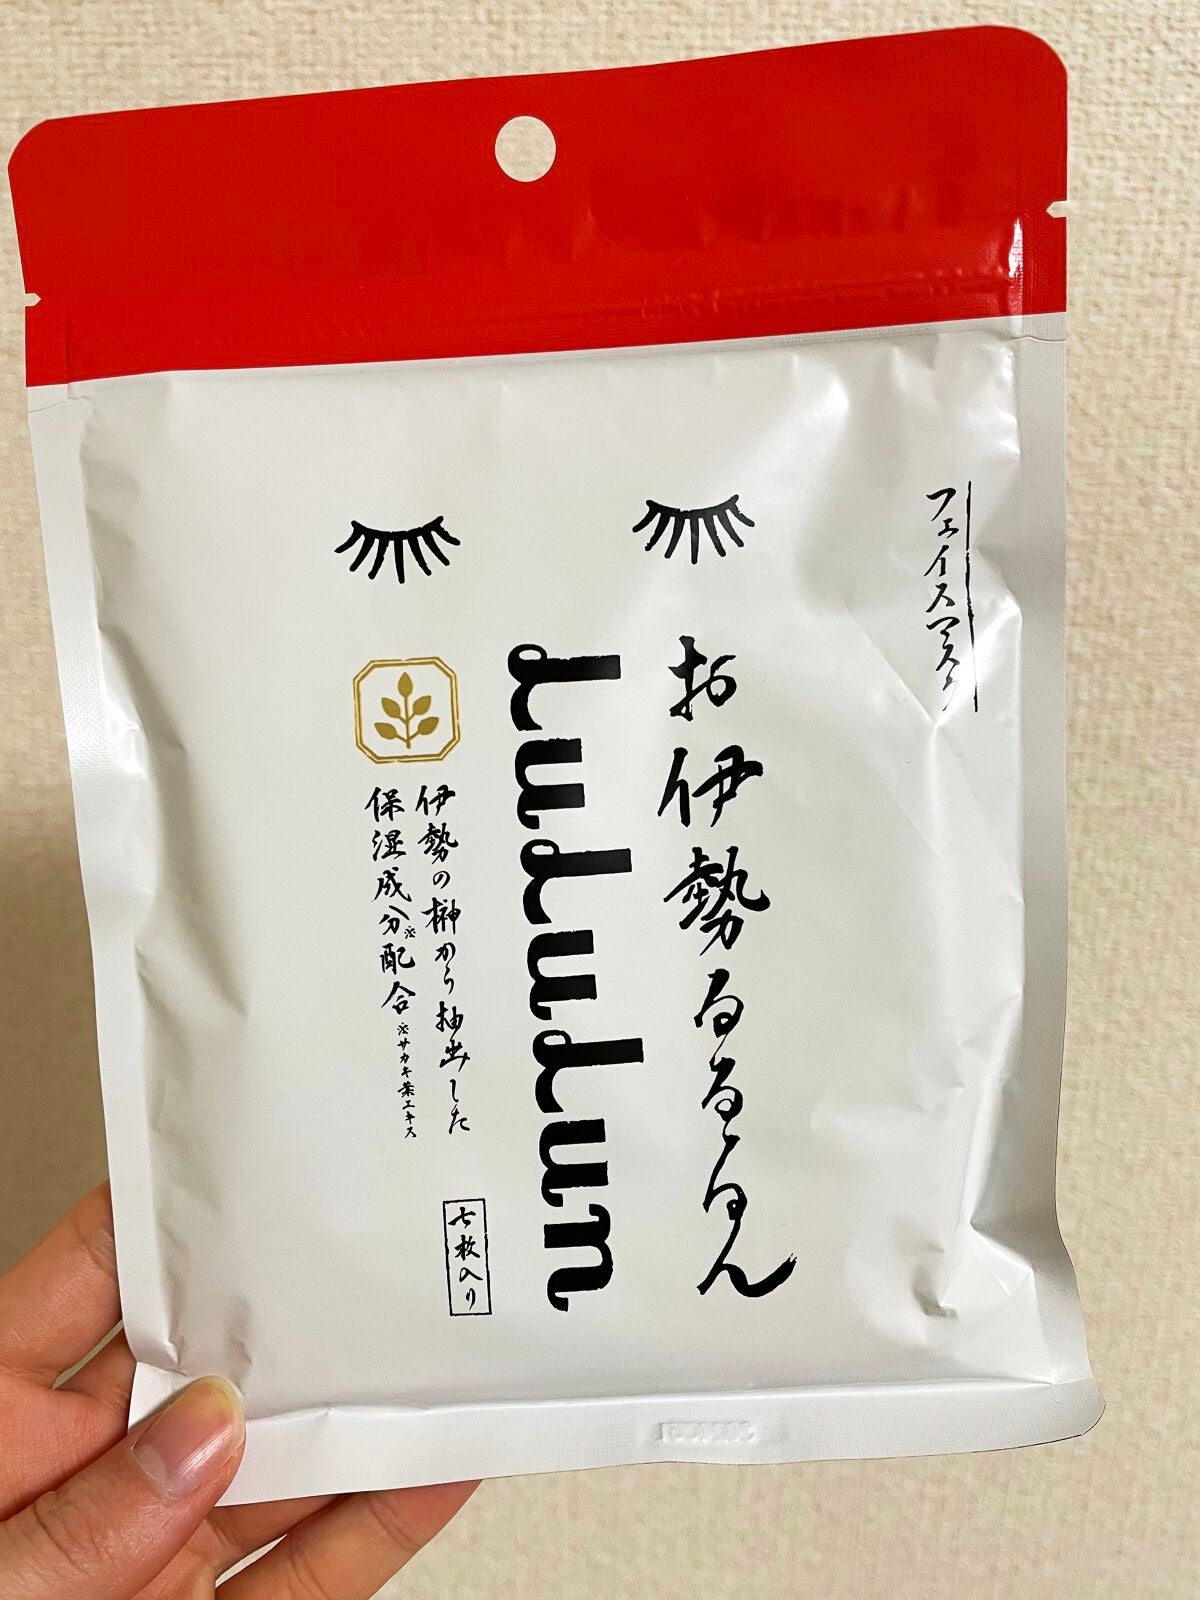 フェイスマスク
お伊勢るるるん
LuLuLun
伊勢の榊から抽出した
保湿成分※配合
※サカキ葉エキス
七枚入り